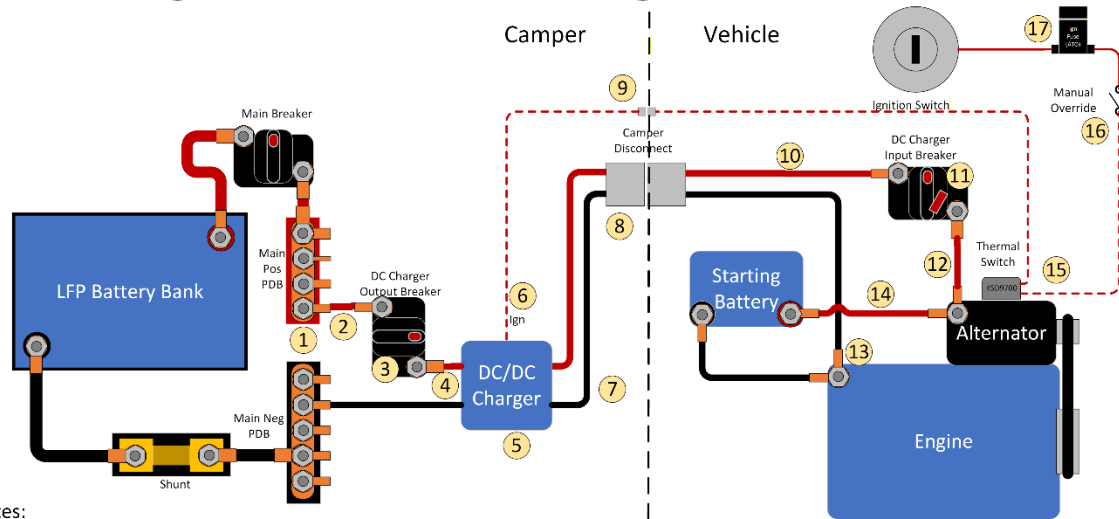 Camper
Vehicle
17
Ign
Fuse
(ATO)
Ignition Switch
Manual
Override
16
9
Main Breaker
Camper
Disconnect
10
DC Charger
Input Breaker
11
8
Main
Pos
PDB
LFP Battery Bank
DC Charger
Output Breaker
6
Ign
12
Thermal
Switch
15
KSD9700
Starting
Battery
14
Alternator
1
2
3
4
DC/DC
Charger
7
13
5
Main Neg
PDB
Engine
Shunt